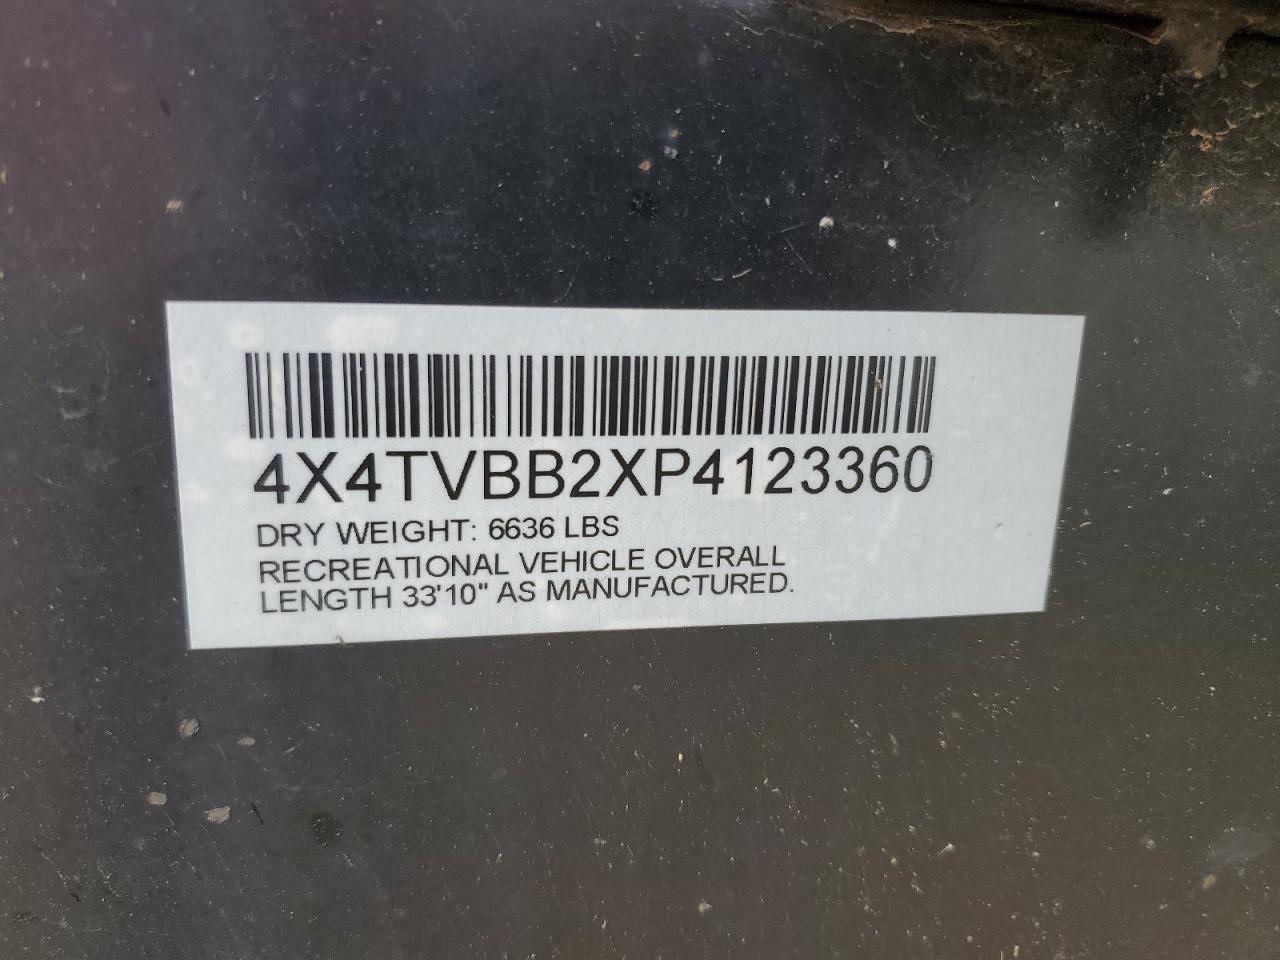 4X4TVBB2XP4123360
DRY WEIGHT: 6636 LBS
RECREATIONAL VEHICLE OVERALL
LENGTH 33'10" AS MANUFACTURED.